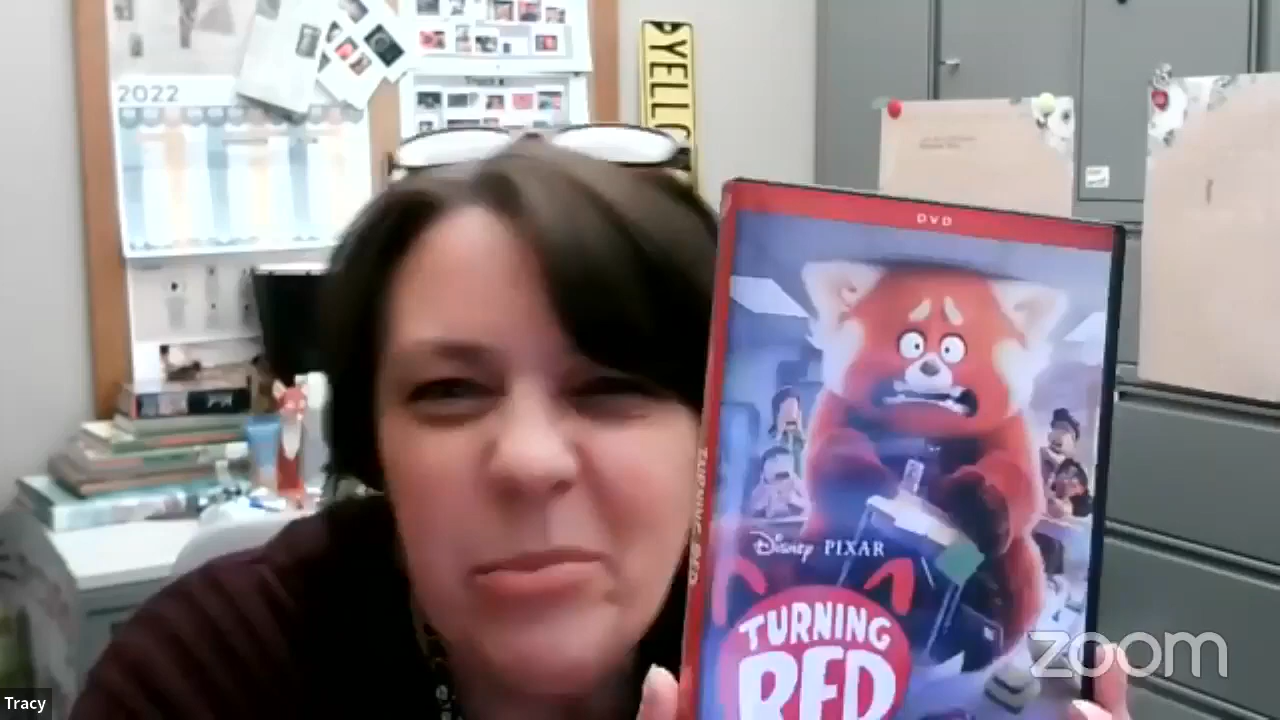 2022
YELLO
DVD
TURNING RED
Disney PIXAR
TURNING
RED
zoom
Tracy